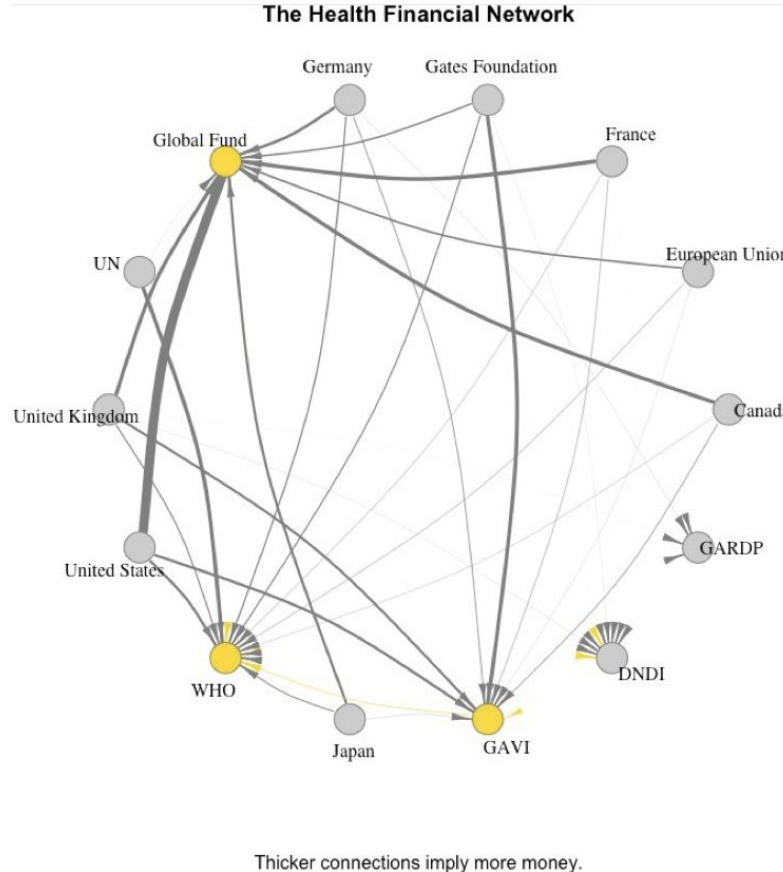 The Health Financial Network
Germany
Gates Foundation
Global Fund
France
UN
European Union
United Kingdom
Canad
United States
GARDP
WHO
DNDI
Japan
GAVI
Thicker connections imply more money.